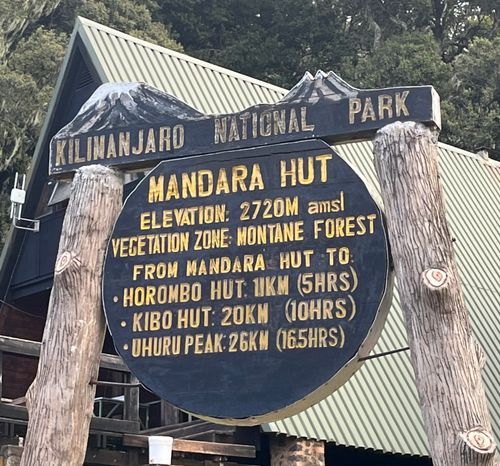 KILIMANJARO NATIONAL PARK
MANDARA HUT
ELEVATION: 2720M amsl
VEGETATION ZONE: MONTANE FOREST
FROM MANDARA HUT TO:
• HOROMBO HUT: 11KM (5HRS)
• KIBO HUT: 20KM (10HRS)
• UHURU PEAK: 26KM (16.5HRS)